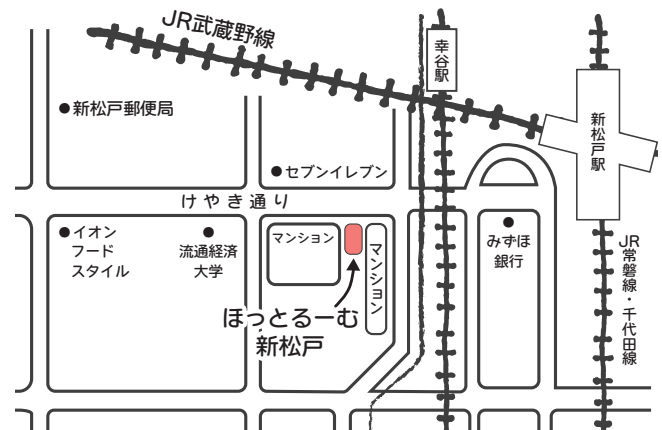 JR武蔵野線
幸谷駅
新松戸駅
新松戸郵便局
セブンイレブン
けやき通り
イオン
フード
スタイル
流通経済
大学
マンション
マンション
みずほ
銀行
JR常磐線・千代田線
ほっとるーむ
新松戸